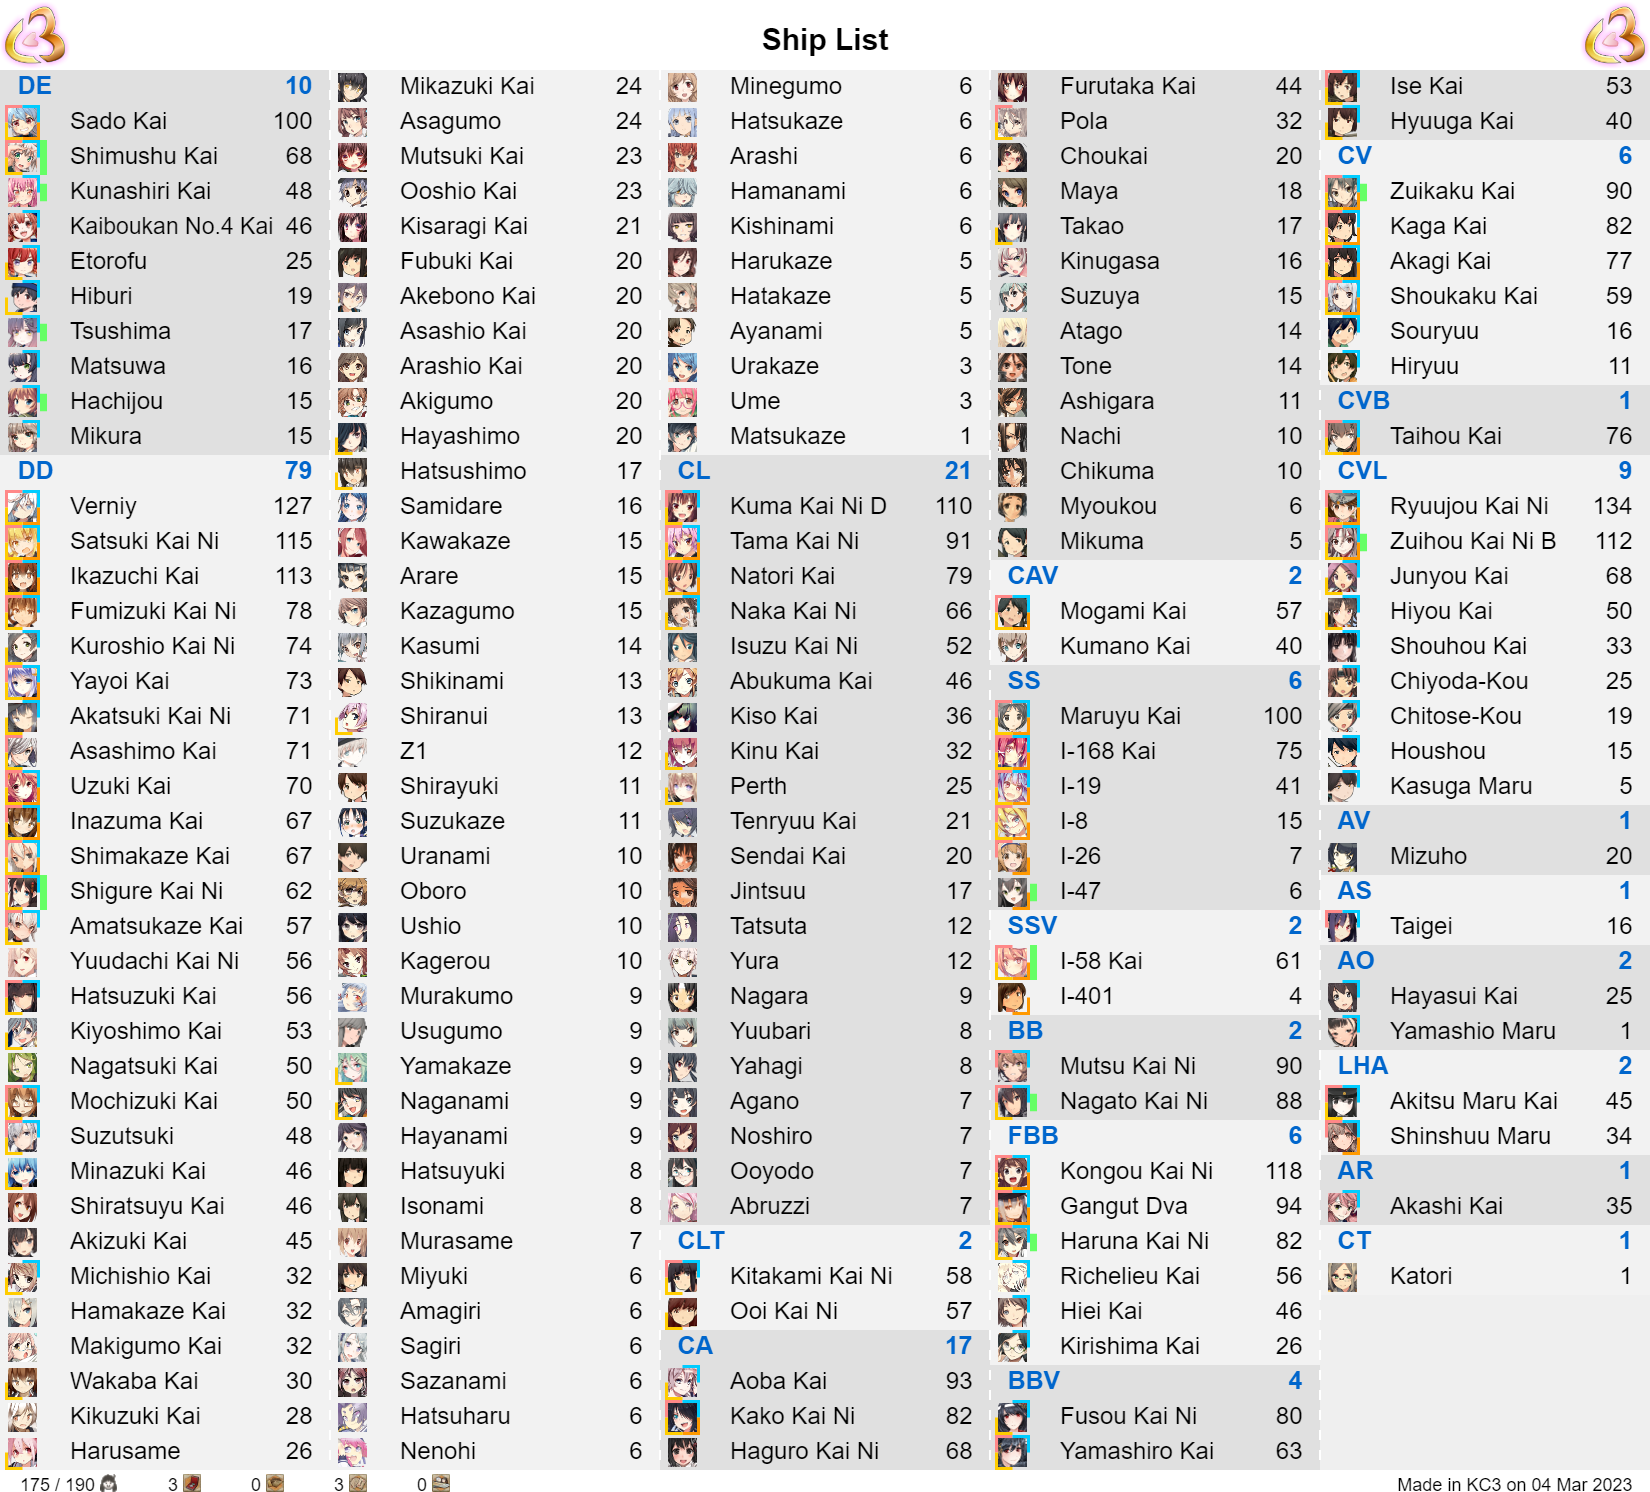 Ship List
DE 10
Sado Kai 100
Shimushu Kai 68
Kunashiri Kai 48
Kaiboukan No.4 Kai 46
Etorofu 25
Hiburi 19
Tsushima 17
Matsuwa 16
Hachijou 15
Mikura 15
DD 79
Verniy 127
Satsuki Kai Ni 115
Ikazuchi Kai 113
Fumizuki Kai Ni 78
Kuroshio Kai Ni 74
Yayoi Kai 73
Akatsuki Kai Ni 71
Asashimo Kai 71
Uzuki Kai 70
Inazuma Kai 67
Shimakaze Kai 67
Shigure Kai Ni 62
Amatsukaze Kai 57
Yuudachi Kai Ni 56
Hatsuzuki Kai 56
Kiyoshimo Kai 53
Nagatsuki Kai 50
Mochizuki Kai 50
Suzutsuki 48
Minazuki Kai 46
Shiratsuyu Kai 46
Akizuki Kai 45
Michishio Kai 32
Hamakaze Kai 32
Makigumo Kai 32
Wakaba Kai 30
Kikuzuki Kai 28
Harusame 26
Mikazuki Kai 24
Asagumo 24
Mutsuki Kai 23
Ooshio Kai 23
Kisaragi Kai 21
Fubuki Kai 20
Akebono Kai 20
Asashio Kai 20
Arashio Kai 20
Akigumo 20
Hayashimo 20
Hatsushimo 17
Samidare 16
Kawakaze 15
Arare 15
Kazagumo 15
Kasumi 14
Shikinami 13
Shiranui 13
Z1 12
Shirayuki 11
Suzukaze 11
Uranami 10
Oboro 10
Ushio 10
Kagerou 10
Murakumo 9
Usugumo 9
Yamakaze 9
Naganami 9
Hayanami 9
Hatsuyuki 8
Isonami 8
Murasame 7
Miyuki 6
Amagiri 6
Sagiri 6
Sazanami 6
Hatsuharu 6
Nenohi 6
Minegumo 6
Hatsukaze 6
Arashi 6
Hamanami 6
Kishinami 6
Harukaze 5
Hatakaze 5
Ayanami 5
Urakaze 3
Ume 3
Matsukaze 1
CL 21
Kuma Kai Ni D 110
Tama Kai Ni 91
Natori Kai 79
Naka Kai Ni 66
Isuzu Kai Ni 52
Abukuma Kai 46
Kiso Kai 36
Kinu Kai 32
Perth 25
Tenryuu Kai 21
Sendai Kai 20
Jintsuu 17
Tatsuta 12
Yura 12
Nagara 9
Yuubari 8
Yahagi 8
Agano 7
Noshiro 7
Ooyodo 7
Abruzzi 7
CLT 2
Kitakami Kai Ni 58
Ooi Kai Ni 57
CA 17
Aoba Kai 93
Kako Kai Ni 82
Haguro Kai Ni 68
Furutaka Kai 44
Pola 32
Choukai 20
Maya 18
Takao 17
Kinugasa 16
Suzuya 15
Atago 14
Tone 14
Ashigara 11
Nachi 10
Chikuma 10
Myoukou 6
Mikuma 5
CAV 2
Mogami Kai 57
Kumano Kai 40
SS 6
Maruyu Kai 100
I-168 Kai 75
I-19 41
I-8 15
I-26 7
I-47 6
SSV 2
I-58 Kai 61
I-401 4
BB 2
Mutsu Kai Ni 90
Nagato Kai Ni 88
FBB 6
Kongou Kai Ni 118
Gangut Dva 94
Haruna Kai Ni 82
Richelieu Kai 56
Hiei Kai 46
Kirishima Kai 26
BBV 4
Fusou Kai Ni 80
Yamashiro Kai 63
Ise Kai 53
Hyuuga Kai 40
CV 6
Zuikaku Kai 90
Kaga Kai 82
Akagi Kai 77
Shoukaku Kai 59
Souryuu 16
Hiryuu 11
CVB 1
Taihou Kai 76
CVL 9
Ryuujou Kai Ni 134
Zuihou Kai Ni B 112
Junyou Kai 68
Hiyou Kai 50
Shouhou Kai 33
Chiyoda-Kou 25
Chitose-Kou 19
Houshou 15
Kasuga Maru 5
AV 1
Mizuho 20
AS 1
Taigei 16
AO 2
Hayasui Kai 25
Yamashio Maru 1
LHA 2
Akitsu Maru Kai 45
Shinshuu Maru 34
AR 1
Akashi Kai 35
CT 1
Katori 1
175 / 190 3 0 3 0 Made in KC3 on 04 Mar 2023